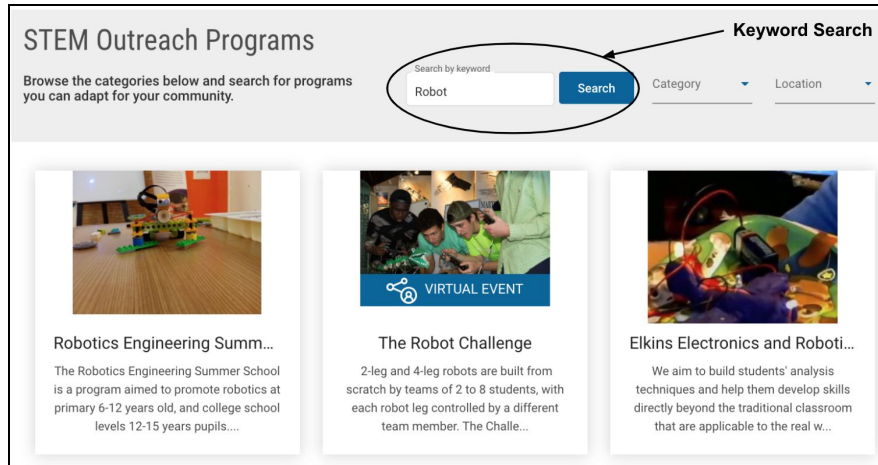 STEM Outreach Programs
Keyword Search
Browse the categories below and search for programs
you can adapt for your community.
Search by keyword
Robot
Search
Category
Location
VIRTUAL EVENT
Robotics Engineering Summ...
The Robotics Engineering Summer School
is a program aimed to promote robotics at
primary 6-12 years old, and college school
levels 12-15 years pupils....
The Robot Challenge
2-leg and 4-leg robots are built from
scratch by teams of 2 to 8 students, with
each robot leg controlled by a different
team member. The Challe...
Elkins Electronics and Roboti...
We aim to build students' analysis
techniques and help them develop skills
directly beyond the traditional classroom
that are applicable to the real w...